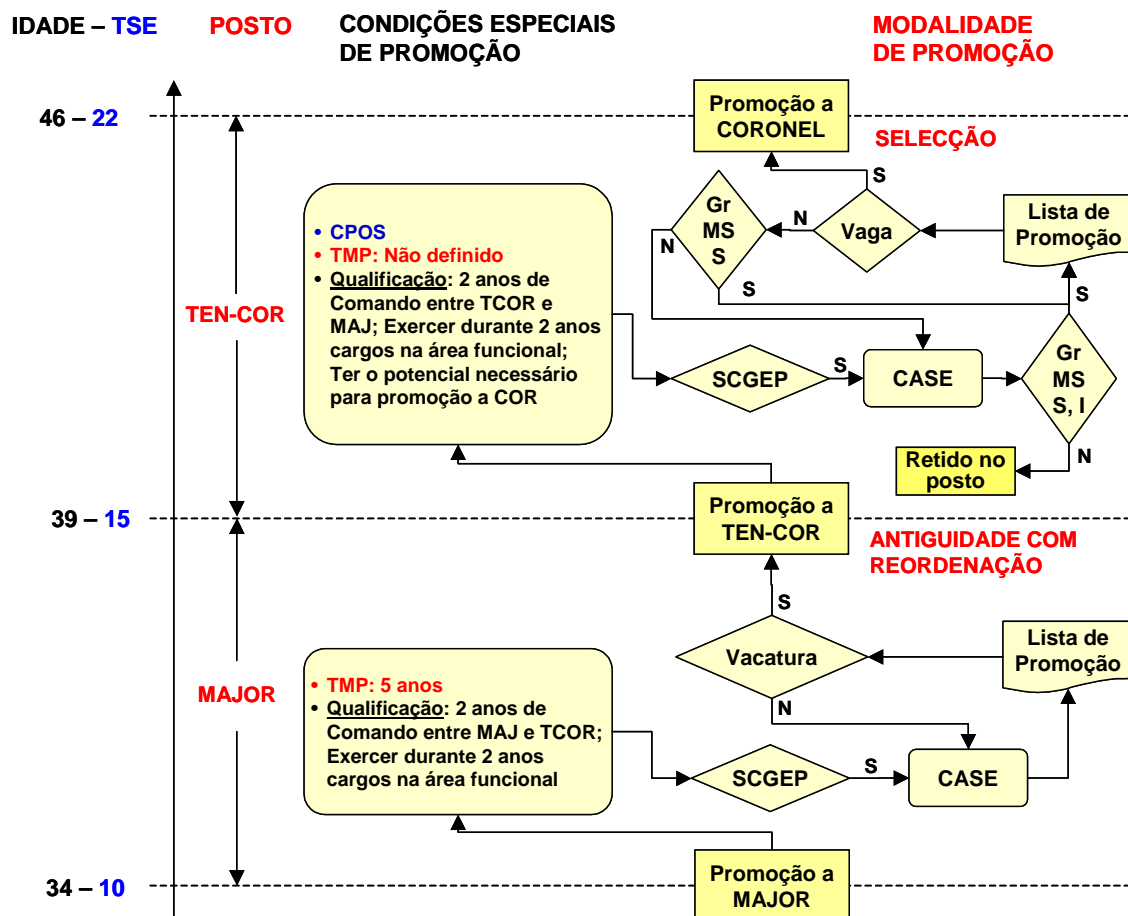 IDADE – TSE
POSTO
CONDIÇÕES ESPECIAIS
DE PROMOÇÃO
MODALIDADE
DE PROMOÇÃO
46 – 22
Promoção a
CORONEL
SELECÇÃO
S
Gr
MS
S
N
Vaga
Lista de
Promoção
N
S
S
• CPOS
• TMP: Não definido
• Qualificação: 2 anos de
Comando entre TCOR e
MAJ; Exercer durante 2 anos
cargos na área funcional;
Ter o potencial necessário
para promoção a COR
TEN-COR
SCGEP
S
CASE
Gr
MS
S, I
N
Retido no
posto
39 – 15
Promoção a
TEN-COR
ANTIGUIDADE COM
REORDENAÇÃO
S
Vacatura
Lista de
Promoção
N
MAJOR
• TMP: 5 anos
• Qualificação: 2 anos de
Comando entre MAJ e TCOR;
Exercer durante 2 anos
cargos na área funcional
SCGEP
S
CASE
34 – 10
Promoção a
MAJOR